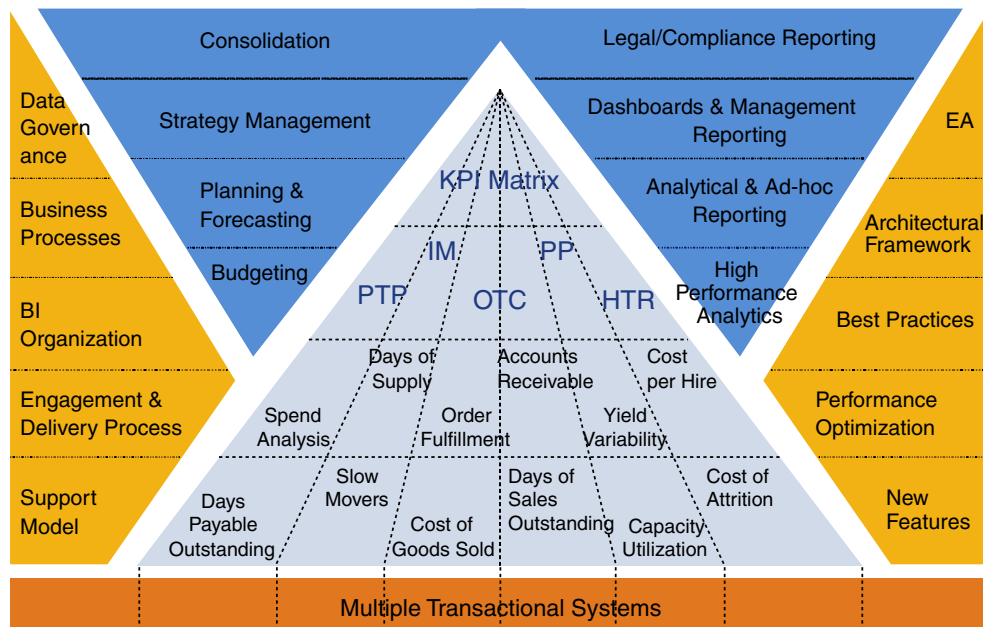 Consolidation
Strategy Management
Planning &
Forecasting
Budgeting
Legal/Compliance Reporting
Dashboards & Management
Reporting
Analytical & Ad-hoc
Reporting
High
Performance
Analytics
Data
Govern
ance
Business
Processes
BI
Organization
Engagement &
Delivery Process
Support
Model
KPI Matrix
IM
PP
PTP
OTC
HTR
Days of
Supply
Accounts
Receivable
Cost
per Hire
Spend
Analysis
Order
Fulfillment
Yield
Variability
Slow
Movers
Days of
Sales
Outstanding
Cost of
Attrition
Days
Payable
Outstanding
Cost of
Goods Sold
Capacity
Utilization
EA
Architectural
Framework
Best Practices
Performance
Optimization
New
Features
Multiple Transactional Systems